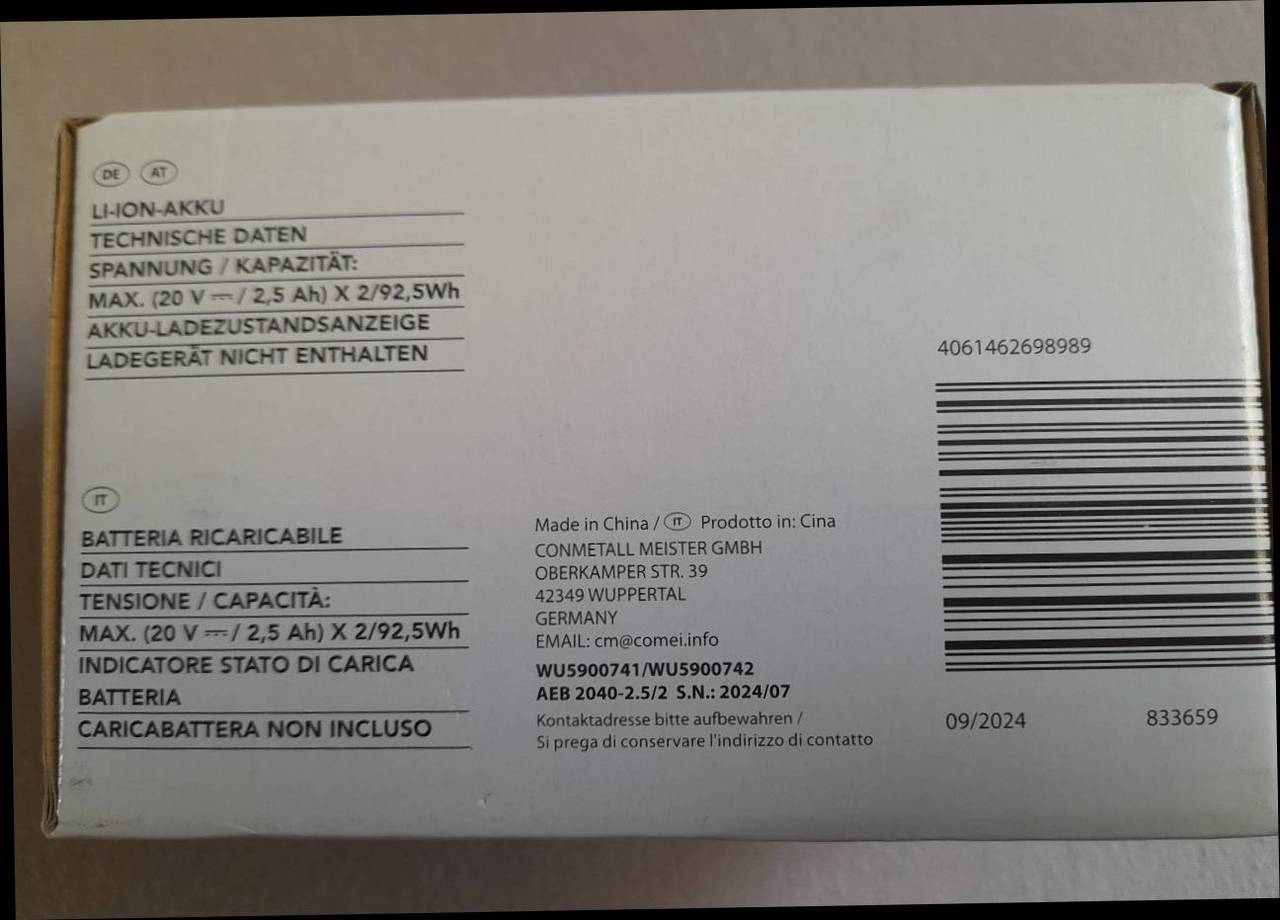 DE AT
LI-ION-AKKU
TECHNISCHE DATEN
SPANNUNG / KAPAZITÄT:
MAX. (20 V ⎓ / 2,5 Ah) X 2/92,5Wh
AKKU-LADEZUSTANDSANZEIGE
LADEGERÄT NICHT ENTHALTEN
IT
BATTERIA RICARICABILE
DATI TECNICI
TENSIONE / CAPACITÀ:
MAX. (20 V ⎓ / 2,5 Ah) X 2/92,5Wh
INDICATORE STATO DI CARICA
BATTERIA
CARICABATTERA NON INCLUSO
Made in China / IT Prodotto in: Cina
CONMETALL MEISTER GMBH
OBERKAMPER STR. 39
42349 WUPPERTAL
GERMANY
EMAIL: cm@comei.info
WU5900741/WU5900742
AEB 2040-2.5/2 S.N.: 2024/07
Kontaktadresse bitte aufbewahren /
Si prega di conservare l'indirizzo di contatto
4061462698989
09/2024 833659